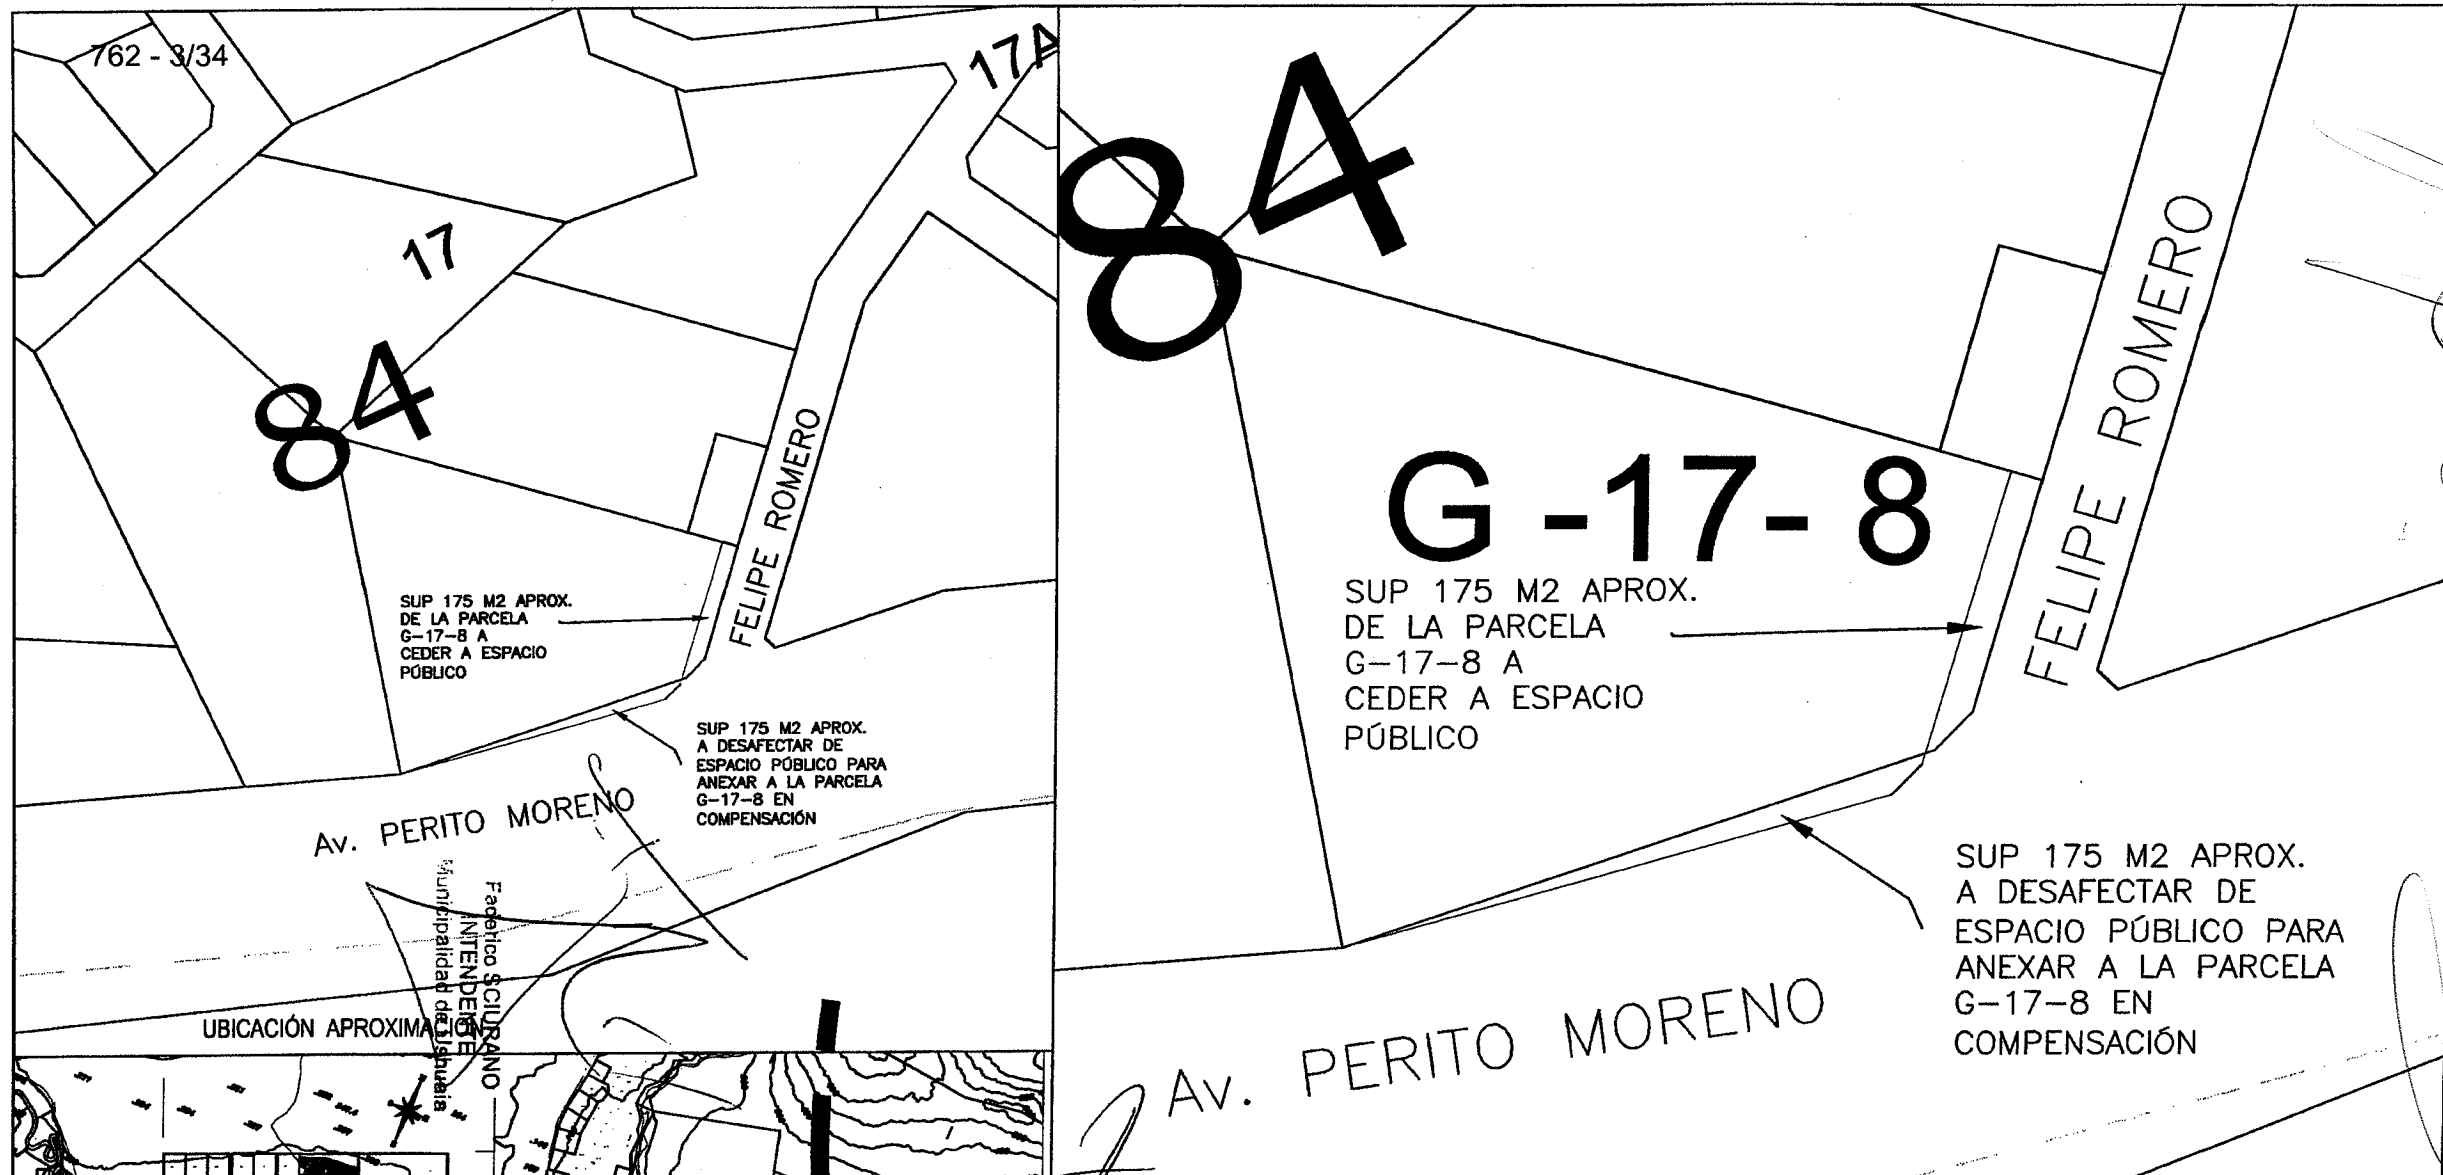 762 - 3/34
17A
17
84
FELIPE ROMERO
SUP 175 M2 APROX.
DE LA PARCELA
G-17-8 A
CEDER A ESPACIO
PÚBLICO
SUP 175 M2 APROX.
A DESAFECTAR DE
ESPACIO PÚBLICO PARA
ANEXAR A LA PARCELA
G-17-8 EN
COMPENSACIÓN
Av. PERITO MORENO
Federico SCIURANO
INTENDENTE
Municipalidad de Ushuaia
UBICACIÓN APROXIMACIÓN
84
G -17- 8
FELIPE ROMERO
SUP 175 M2 APROX.
DE LA PARCELA
G-17-8 A
CEDER A ESPACIO
PÚBLICO
SUP 175 M2 APROX.
A DESAFECTAR DE
ESPACIO PÚBLICO PARA
ANEXAR A LA PARCELA
G-17-8 EN
COMPENSACIÓN
Av. PERITO MORENO